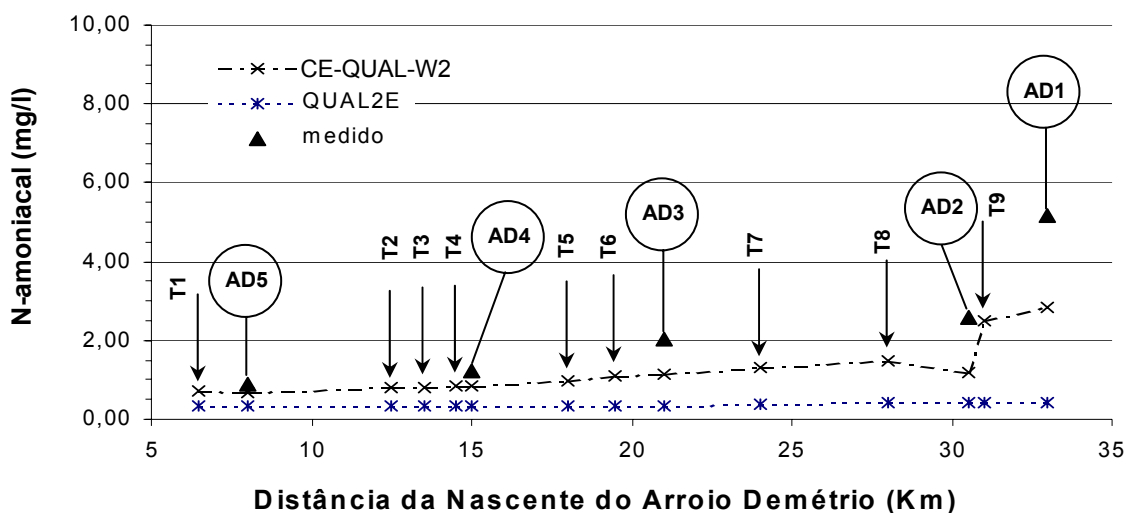 10,00
8,00
6,00
4,00
2,00
0,00
N-amoniacal (mg/l)
CE-QUAL-W2
QUAL2E
medido
T1
AD5
T2
T3
T4
AD4
T5
T6
AD3
T7
T8
AD2
T9
AD1
5
10
15
20
25
30
35
Distância da Nascente do Arroio Demétrio (Km)